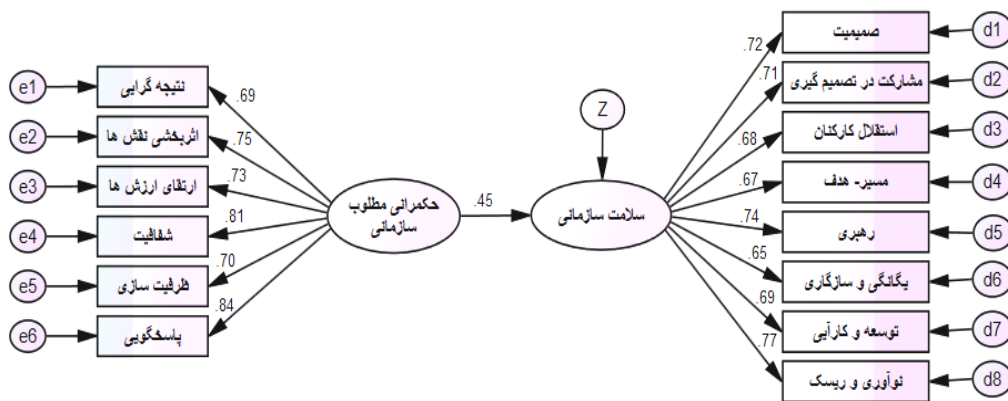 e1
نتیجه گرایی
.69
e2
اثربخشی نقش ها
.75
e3
ارتقای ارزش ها
.73
e4
شفافیت
.81
e5
ظرفیت سازی
.70
e6
پاسخگویی
.84
حکمرانی مطلوب
سازمانی
.45
Z
سلامت سازمانی
.72
صمیمیت
d1
.71
مشارکت در تصمیم گیری
d2
.68
استقلال کارکنان
d3
.67
مسیر- هدف
d4
.74
رهبری
d5
.65
یگانگی و سازگاری
d6
.69
توسعه و کارآیی
d7
.77
نوآوری و ریسک
d8